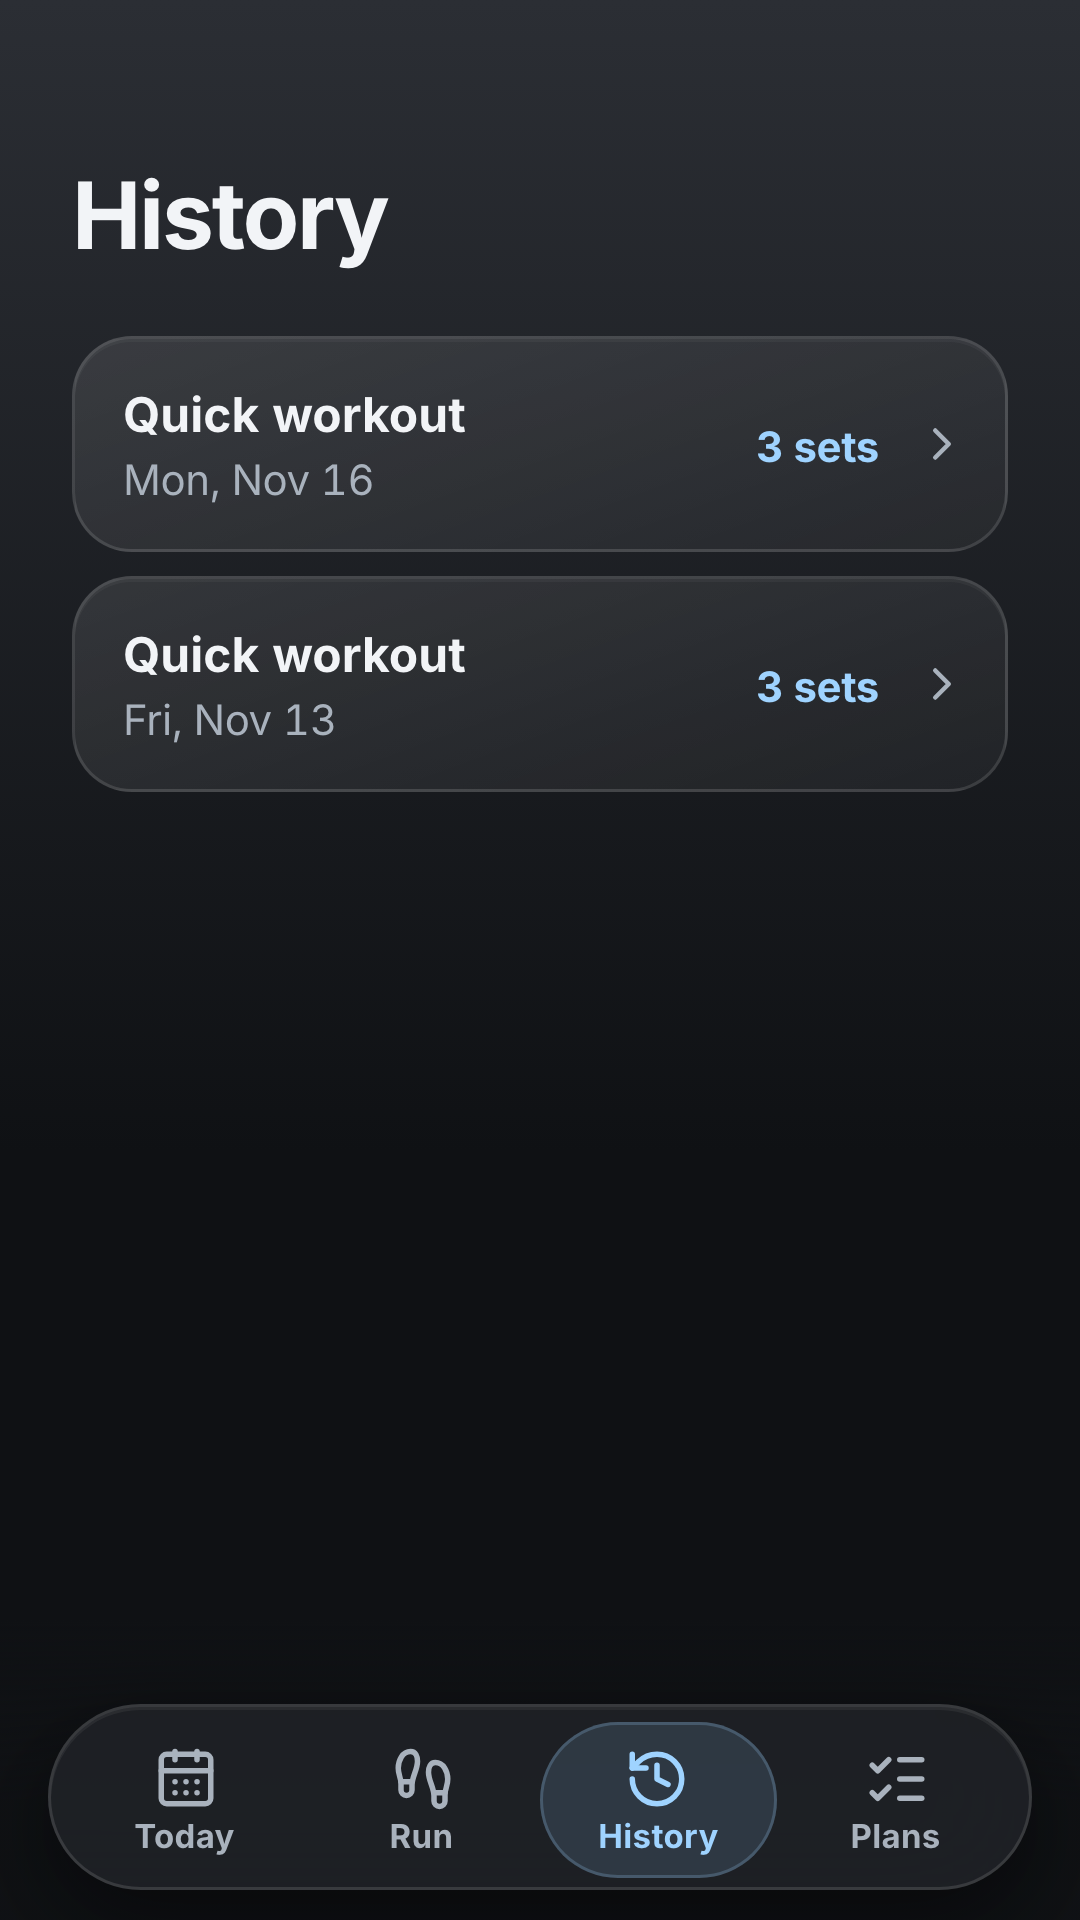 History
Quick workout
Mon, Nov 16
3 sets
Quick workout
Fri, Nov 13
3 sets
Today
Run
History
Plans